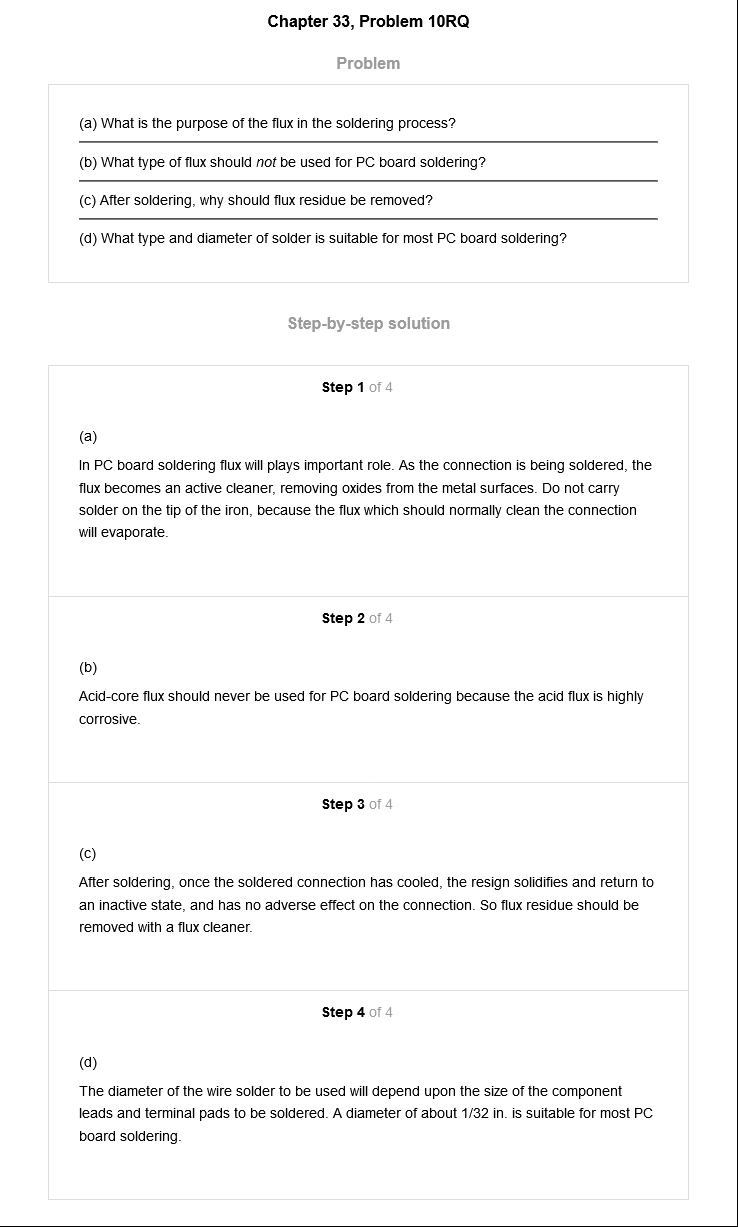 Chapter 33, Problem 10RQ
Problem
(a) What is the purpose of the flux in the soldering process?
(b) What type of flux should not be used for PC board soldering?
(c) After soldering, why should flux residue be removed?
(d) What type and diameter of solder is suitable for most PC board soldering?
Step-by-step solution
Step 1 of 4
(a)
In PC board soldering flux will plays important role. As the connection is being soldered, the
flux becomes an active cleaner, removing oxides from the metal surfaces. Do not carry
solder on the tip of the iron, because the flux which should normally clean the connection
will evaporate.
Step 2 of 4
(b)
Acid-core flux should never be used for PC board soldering because the acid flux is highly
corrosive.
Step 3 of 4
(c)
After soldering, once the soldered connection has cooled, the resign solidifies and return to
an inactive state, and has no adverse effect on the connection. So flux residue should be
removed with a flux cleaner.
Step 4 of 4
(d)
The diameter of the wire solder to be used will depend upon the size of the component
leads and terminal pads to be soldered. A diameter of about 1/32 in. is suitable for most PC
board soldering.